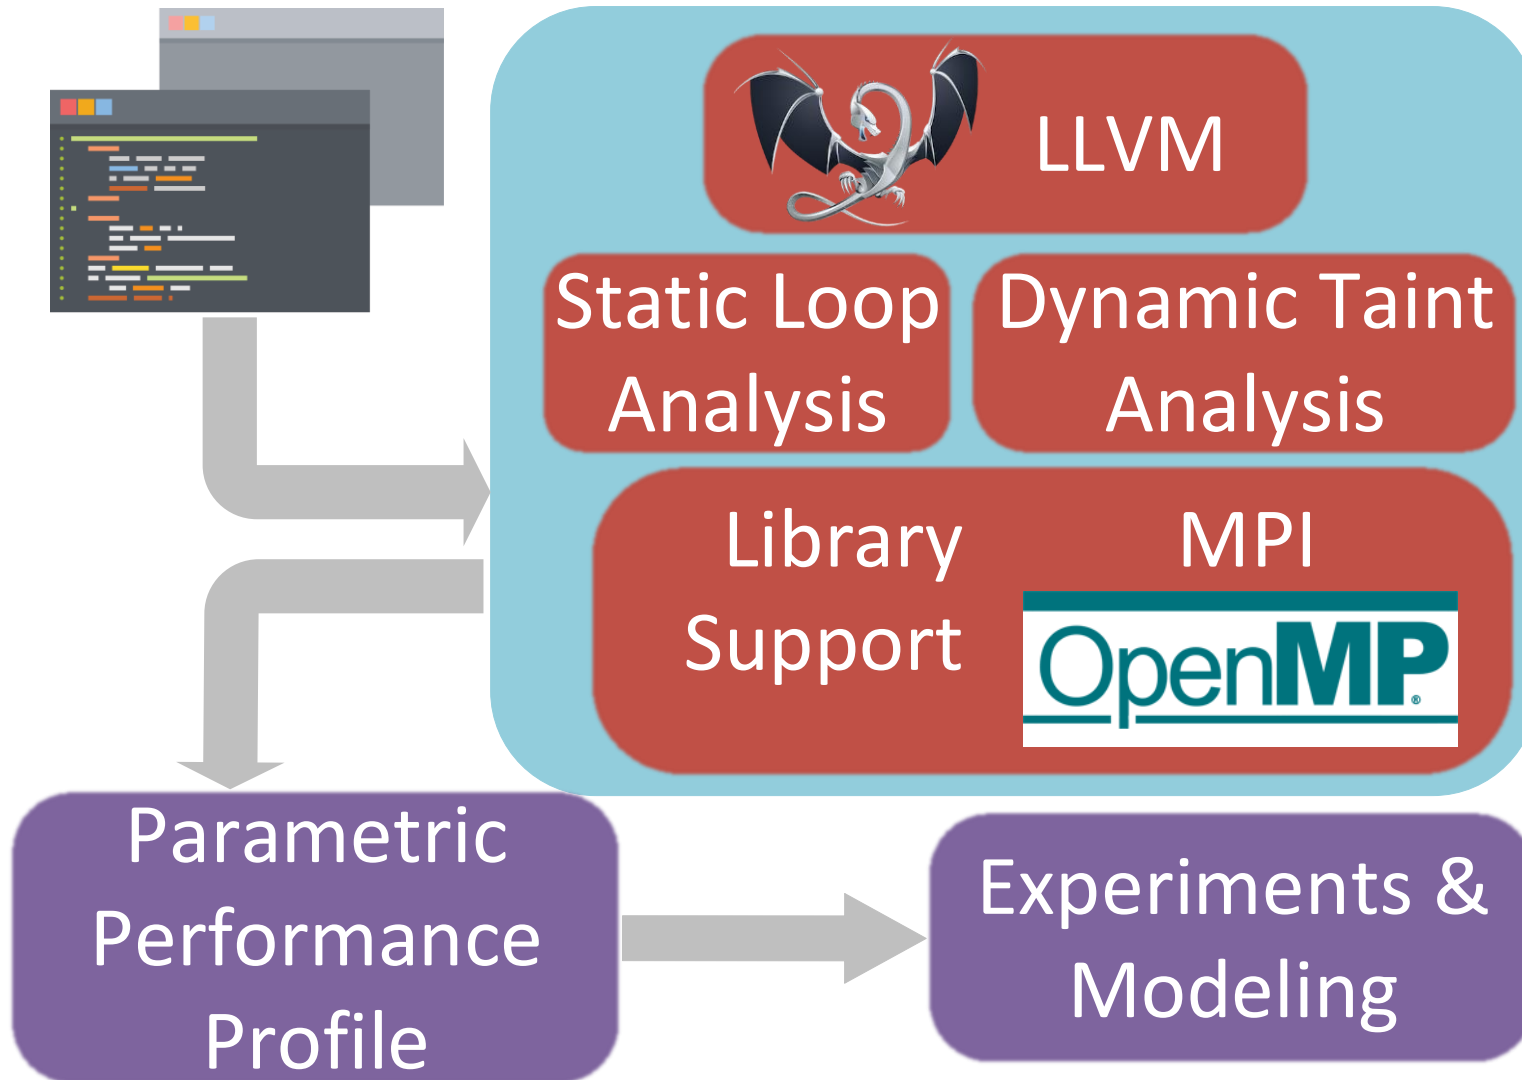 LLVM
Static Loop
Analysis
Dynamic Taint
Analysis
Library
Support
MPI
OpenMP®
Parametric
Performance
Profile
Experiments &
Modeling